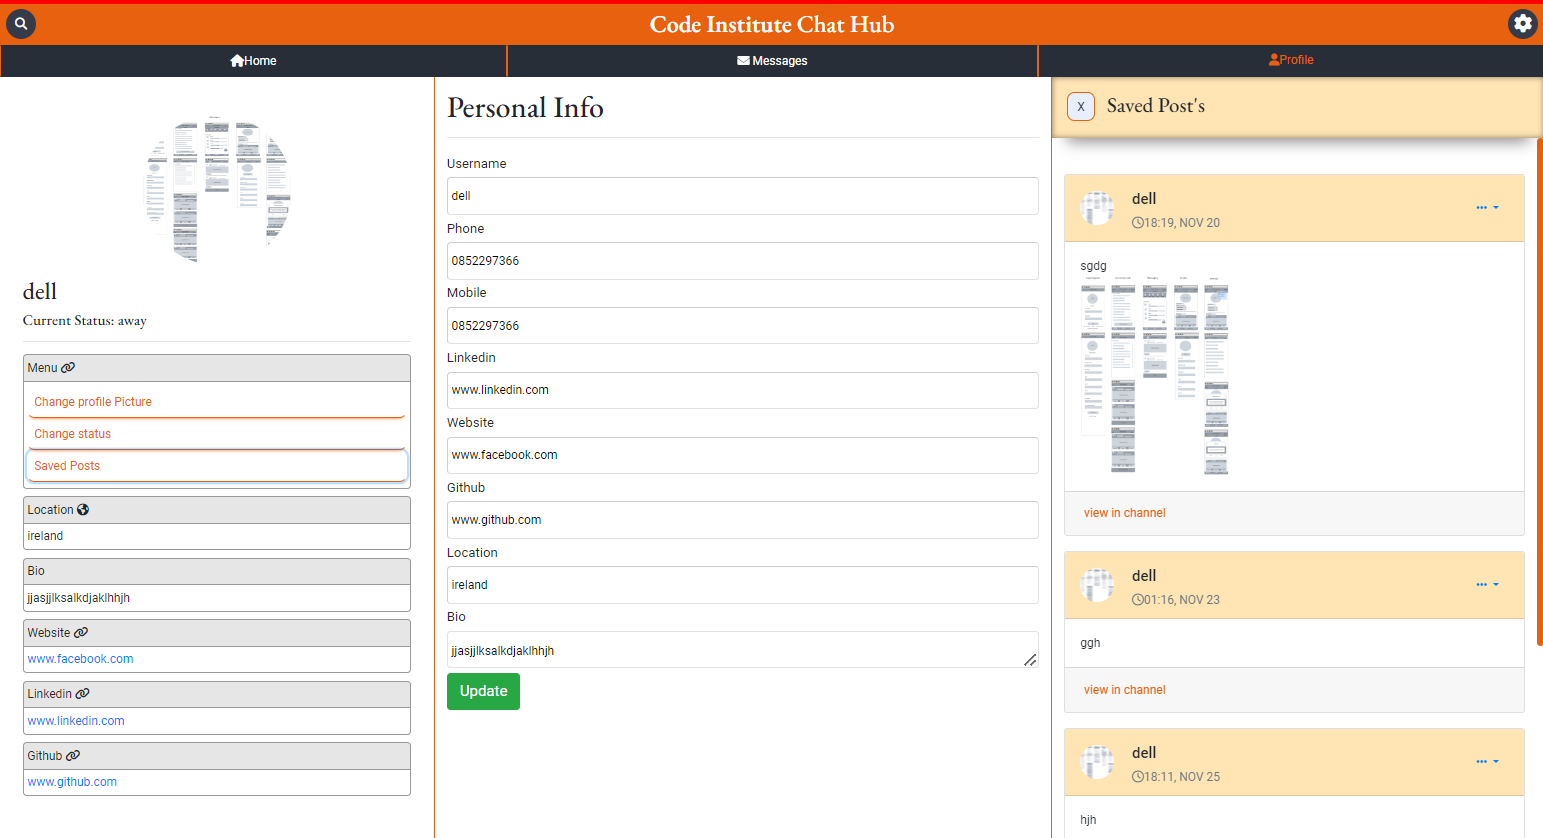 Code Institute Chat Hub
Home
Messages
Profile
dell
Current Status: away
Menu
Change profile Picture
Change status
Saved Posts
Location
ireland
Bio
jjasjjlksalkdjaklhhjh
Website
www.facebook.com
Linkedin
www.linkedin.com
Github
www.github.com
Personal Info
Username
dell
Phone
0852297366
Mobile
0852297366
Linkedin
www.linkedin.com
Website
www.facebook.com
Github
www.github.com
Location
ireland
Bio
jjasjjlksalkdjaklhhjh
Update
X
Saved Post's
dell
18:19, NOV 20
sgdg
view in channel
dell
01:16, NOV 23
ggh
view in channel
dell
18:11, NOV 25
hjh